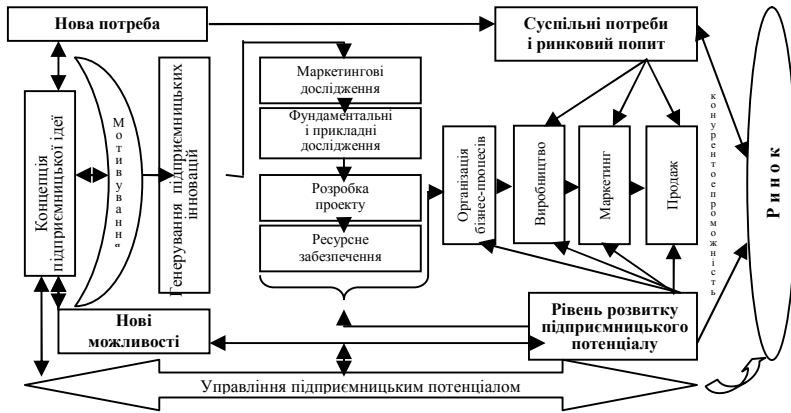 Нова потреба
Суспільні потреби
і ринковий попит
Концепція
підприємницької ідеї
Мотивування
Генерування підприємницьких
інновацій
Маркетингові
дослідження
Фундаментальні
і прикладні
дослідження
Розробка
проекту
Ресурсне
забезпечення
Організація
бізнес-процесів
Виробництво
Маркетинг
Продаж
конкурентоспроможність
Ринок
Нові
можливості
Рівень розвитку
підприємницького
потенціалу
Управління підприємницьким потенціалом